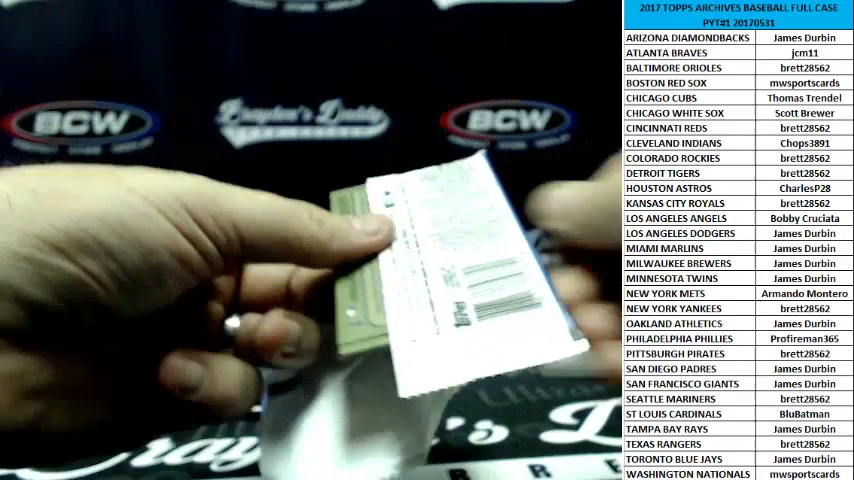 2017 TOPPS ARCHIVES BASEBALL FULL CASE
PYT#1 20170531
ARIZONA DIAMONDBACKS James Durbin
ATLANTA BRAVES jcm11
BALTIMORE ORIOLES brett28562
BOSTON RED SOX mwsportscards
CHICAGO CUBS Thomas Trendel
CHICAGO WHITE SOX Scott Brewer
CINCINNATI REDS brett28562
CLEVELAND INDIANS Chops3891
COLORADO ROCKIES brett28562
DETROIT TIGERS brett28562
HOUSTON ASTROS CharlesP28
KANSAS CITY ROYALS brett28562
LOS ANGELES ANGELS Bobby Cruciata
LOS ANGELES DODGERS James Durbin
MIAMI MARLINS James Durbin
MILWAUKEE BREWERS James Durbin
MINNESOTA TWINS James Durbin
NEW YORK METS Armando Montero
NEW YORK YANKEES brett28562
OAKLAND ATHLETICS James Durbin
PHILADELPHIA PHILLIES Profireman365
PITTSBURGH PIRATES brett28562
SAN DIEGO PADRES James Durbin
SAN FRANCISCO GIANTS James Durbin
SEATTLE MARINERS brett28562
ST LOUIS CARDINALS BluBatman
TAMPA BAY RAYS James Durbin
TEXAS RANGERS brett28562
TORONTO BLUE JAYS James Durbin
WASHINGTON NATIONALS mwsportscards
BCW Brayden's Daddy BCW